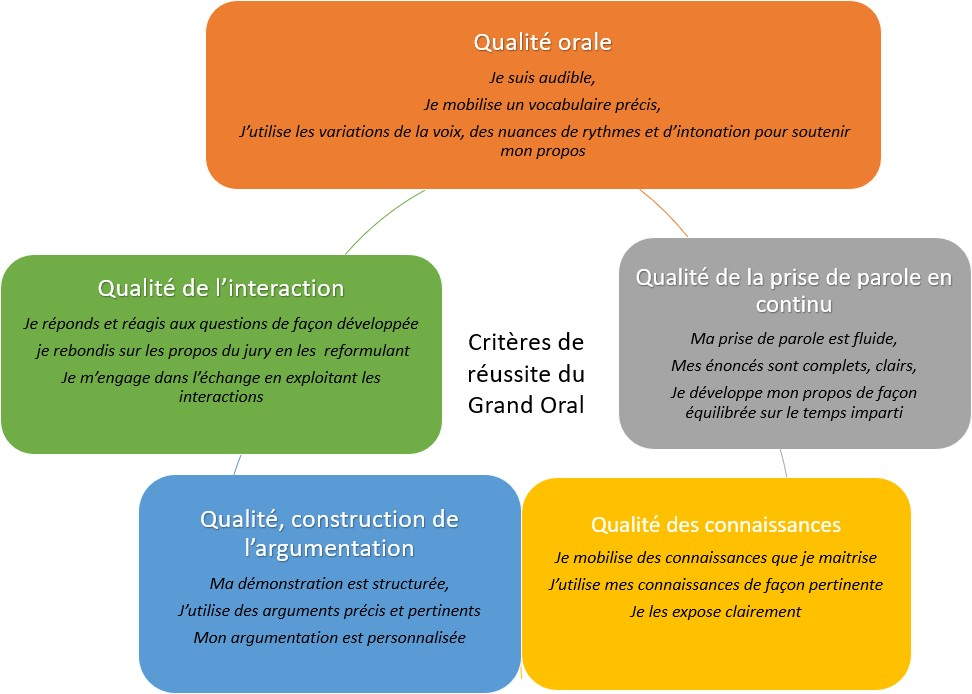 Qualité orale
Je suis audible,
Je mobilise un vocabulaire précis,
J’utilise les variations de la voix, des nuances de rythmes et d’intonation pour soutenir
mon propos
Qualité de l’interaction
Je réponds et réagis aux questions de façon développée
je rebondis sur les propos du jury en les reformulant
Je m’engage dans l’échange en exploitant les
interactions
Critères de
réussite du
Grand Oral
Qualité de la prise de parole en
continu
Ma prise de parole est fluide,
Mes énoncés sont complets, clairs,
Je développe mon propos de façon
équilibrée sur le temps imparti
Qualité, construction de
l’argumentation
Ma démonstration est structurée,
J’utilise des arguments précis et pertinents
Mon argumentation est personnalisée
Qualité des connaissances
Je mobilise des connaissances que je maitrise
J’utilise mes connaissances de façon pertinente
Je les expose clairement